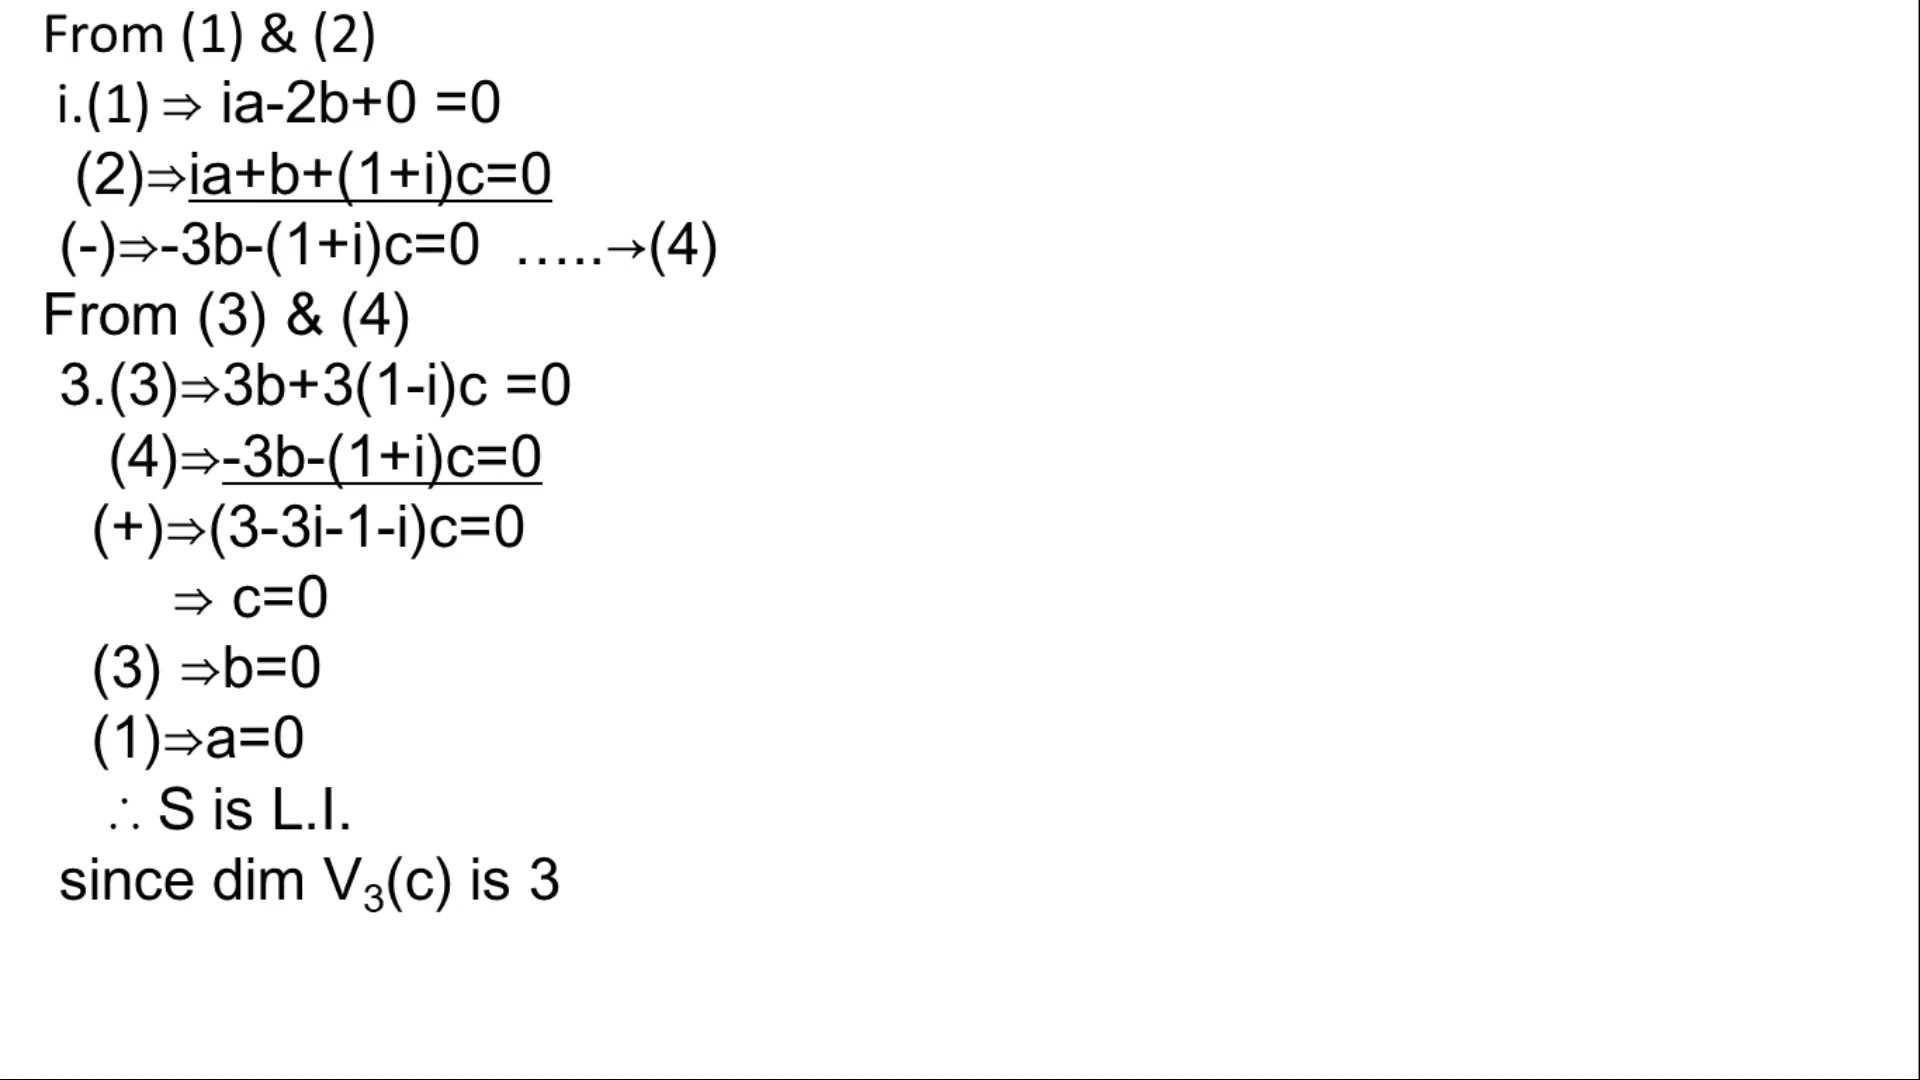 From (1) & (2)
i.(1) ⇒ ia-2b+0 =0
(2)⇒ia+b+(1+i)c=0
(-)⇒-3b-(1+i)c=0 …..→(4)
From (3) & (4)
3.(3)⇒3b+3(1-i)c =0
(4)⇒-3b-(1+i)c=0
(+)⇒(3-3i-1-i)c=0
⇒ c=0
(3) ⇒b=0
(1)⇒a=0
∴ S is L.I.
since dim V₃(c) is 3